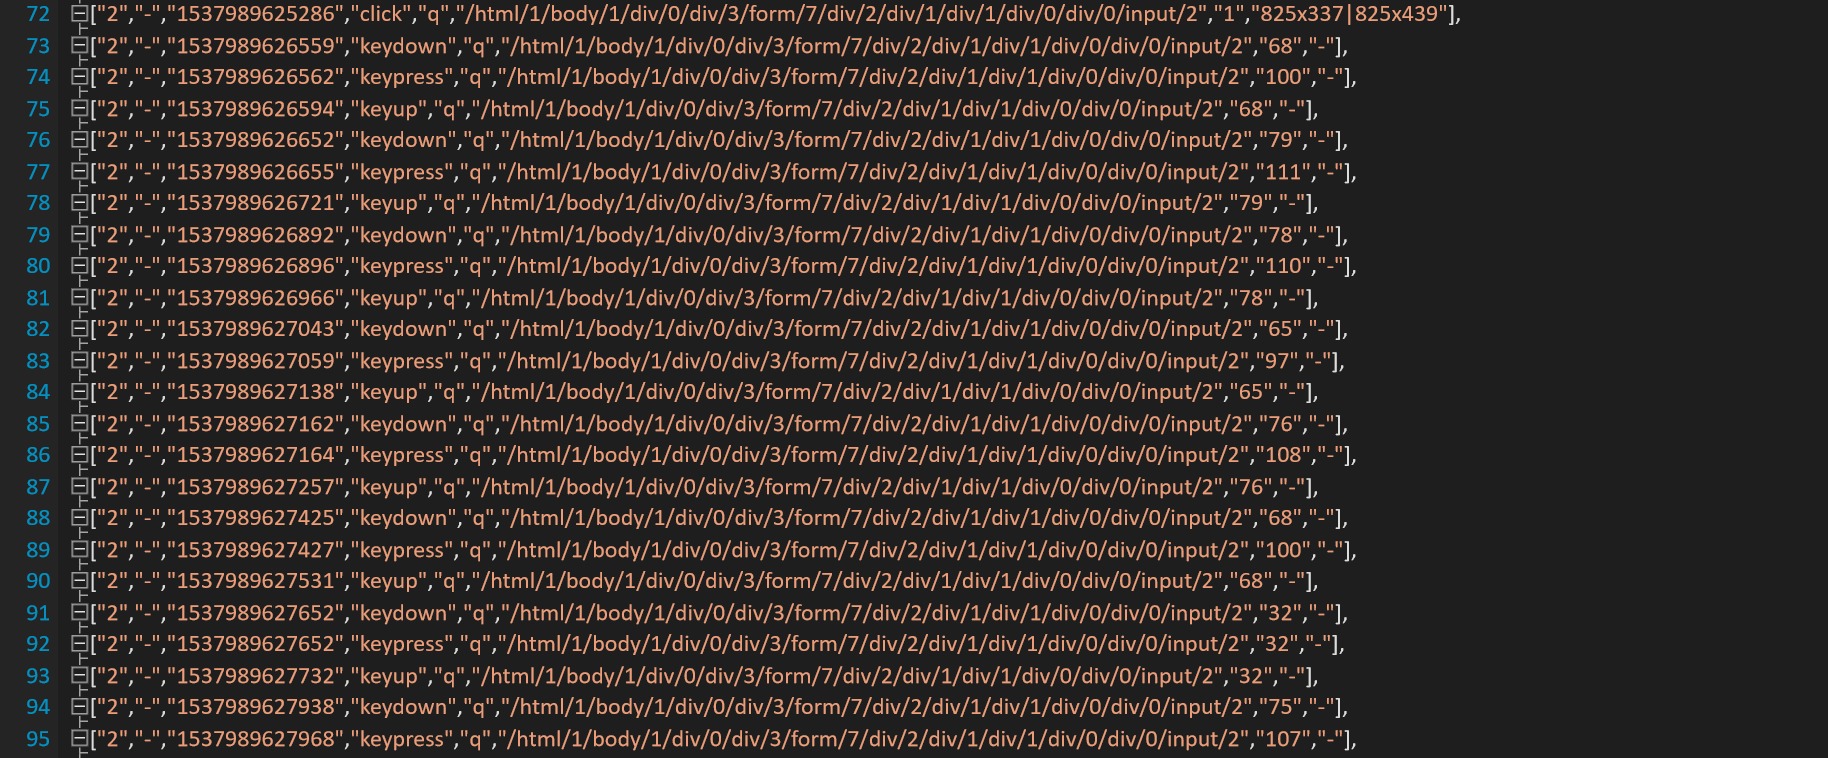 72 ["2","-","1537989625286","click","q","/html/1/body/1/div/0/div/3/form/7/div/2/div/1/div/1/div/0/div/0/input/2","1","825x337|825x439"],
73 ["2","-","1537989626559","keydown","q","/html/1/body/1/div/0/div/3/form/7/div/2/div/1/div/1/div/0/div/0/input/2","68","-"],
74 ["2","-","1537989626562","keypress","q","/html/1/body/1/div/0/div/3/form/7/div/2/div/1/div/1/div/0/div/0/input/2","100","-"],
75 ["2","-","1537989626594","keyup","q","/html/1/body/1/div/0/div/3/form/7/div/2/div/1/div/1/div/0/div/0/input/2","68","-"],
76 ["2","-","1537989626652","keydown","q","/html/1/body/1/div/0/div/3/form/7/div/2/div/1/div/1/div/0/div/0/input/2","79","-"],
77 ["2","-","1537989626655","keypress","q","/html/1/body/1/div/0/div/3/form/7/div/2/div/1/div/1/div/0/div/0/input/2","111","-"],
78 ["2","-","1537989626721","keyup","q","/html/1/body/1/div/0/div/3/form/7/div/2/div/1/div/1/div/0/div/0/input/2","79","-"],
79 ["2","-","1537989626892","keydown","q","/html/1/body/1/div/0/div/3/form/7/div/2/div/1/div/1/div/0/div/0/input/2","78","-"],
80 ["2","-","1537989626896","keypress","q","/html/1/body/1/div/0/div/3/form/7/div/2/div/1/div/1/div/0/div/0/input/2","110","-"],
81 ["2","-","1537989626966","keyup","q","/html/1/body/1/div/0/div/3/form/7/div/2/div/1/div/1/div/0/div/0/input/2","78","-"],
82 ["2","-","1537989627043","keydown","q","/html/1/body/1/div/0/div/3/form/7/div/2/div/1/div/1/div/0/div/0/input/2","65","-"],
83 ["2","-","1537989627059","keypress","q","/html/1/body/1/div/0/div/3/form/7/div/2/div/1/div/1/div/0/div/0/input/2","97","-"],
84 ["2","-","1537989627138","keyup","q","/html/1/body/1/div/0/div/3/form/7/div/2/div/1/div/1/div/0/div/0/input/2","65","-"],
85 ["2","-","1537989627162","keydown","q","/html/1/body/1/div/0/div/3/form/7/div/2/div/1/div/1/div/0/div/0/input/2","76","-"],
86 ["2","-","1537989627164","keypress","q","/html/1/body/1/div/0/div/3/form/7/div/2/div/1/div/1/div/0/div/0/input/2","108","-"],
87 ["2","-","1537989627257","keyup","q","/html/1/body/1/div/0/div/3/form/7/div/2/div/1/div/1/div/0/div/0/input/2","76","-"],
88 ["2","-","1537989627425","keydown","q","/html/1/body/1/div/0/div/3/form/7/div/2/div/1/div/1/div/0/div/0/input/2","68","-"],
89 ["2","-","1537989627427","keypress","q","/html/1/body/1/div/0/div/3/form/7/div/2/div/1/div/1/div/0/div/0/input/2","100","-"],
90 ["2","-","1537989627531","keyup","q","/html/1/body/1/div/0/div/3/form/7/div/2/div/1/div/1/div/0/div/0/input/2","68","-"],
91 ["2","-","1537989627652","keydown","q","/html/1/body/1/div/0/div/3/form/7/div/2/div/1/div/1/div/0/div/0/input/2","32","-"],
92 ["2","-","1537989627652","keypress","q","/html/1/body/1/div/0/div/3/form/7/div/2/div/1/div/1/div/0/div/0/input/2","32","-"],
93 ["2","-","1537989627732","keyup","q","/html/1/body/1/div/0/div/3/form/7/div/2/div/1/div/1/div/0/div/0/input/2","32","-"],
94 ["2","-","1537989627938","keydown","q","/html/1/body/1/div/0/div/3/form/7/div/2/div/1/div/1/div/0/div/0/input/2","75","-"],
95 ["2","-","1537989627968","keypress","q","/html/1/body/1/div/0/div/3/form/7/div/2/div/1/div/1/div/0/div/0/input/2","107","-"],